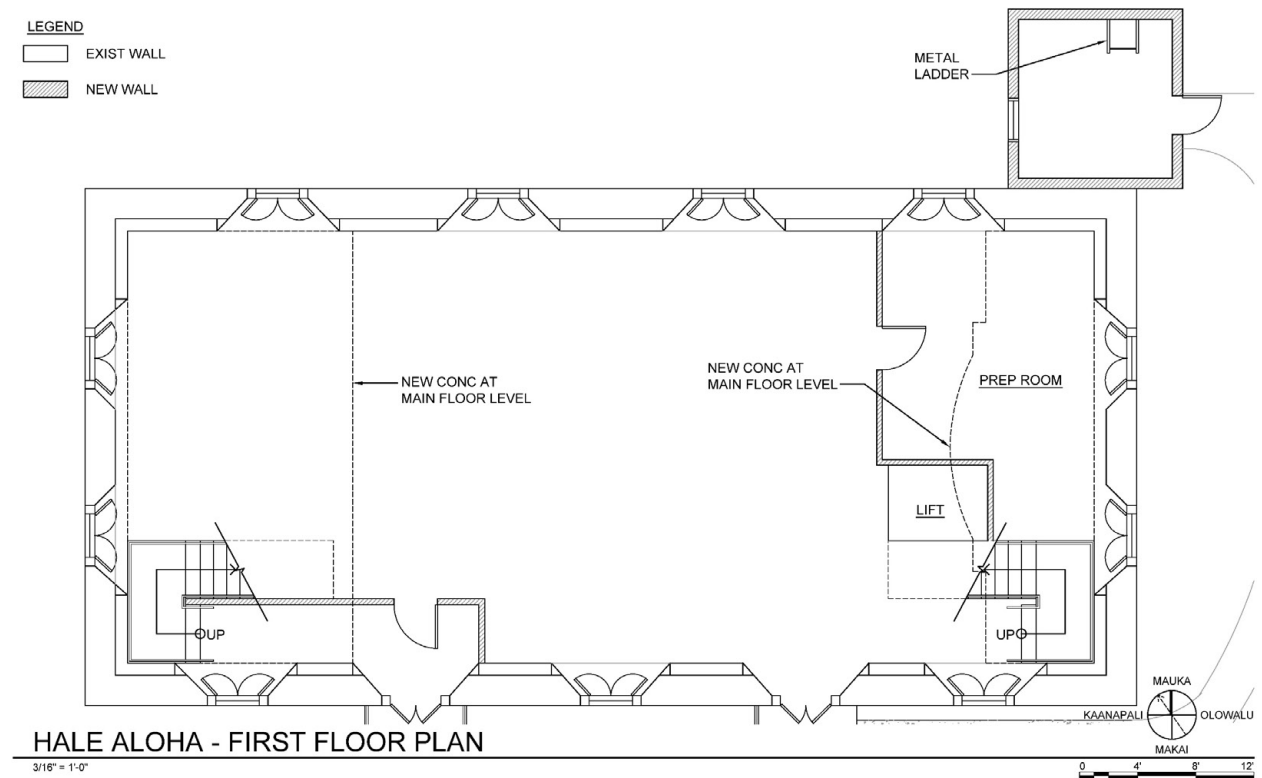 LEGEND
EXIST WALL
NEW WALL
METAL
LADDER
NEW CONC AT
MAIN FLOOR LEVEL
NEW CONC AT
MAIN FLOOR LEVEL
PREP ROOM
LIFT
UP
UP
MAUKA
KAANAPALI
OLOWALU
MAKAI
HALE ALOHA - FIRST FLOOR PLAN
3/16" = 1'-0"
0 4' 8' 12'